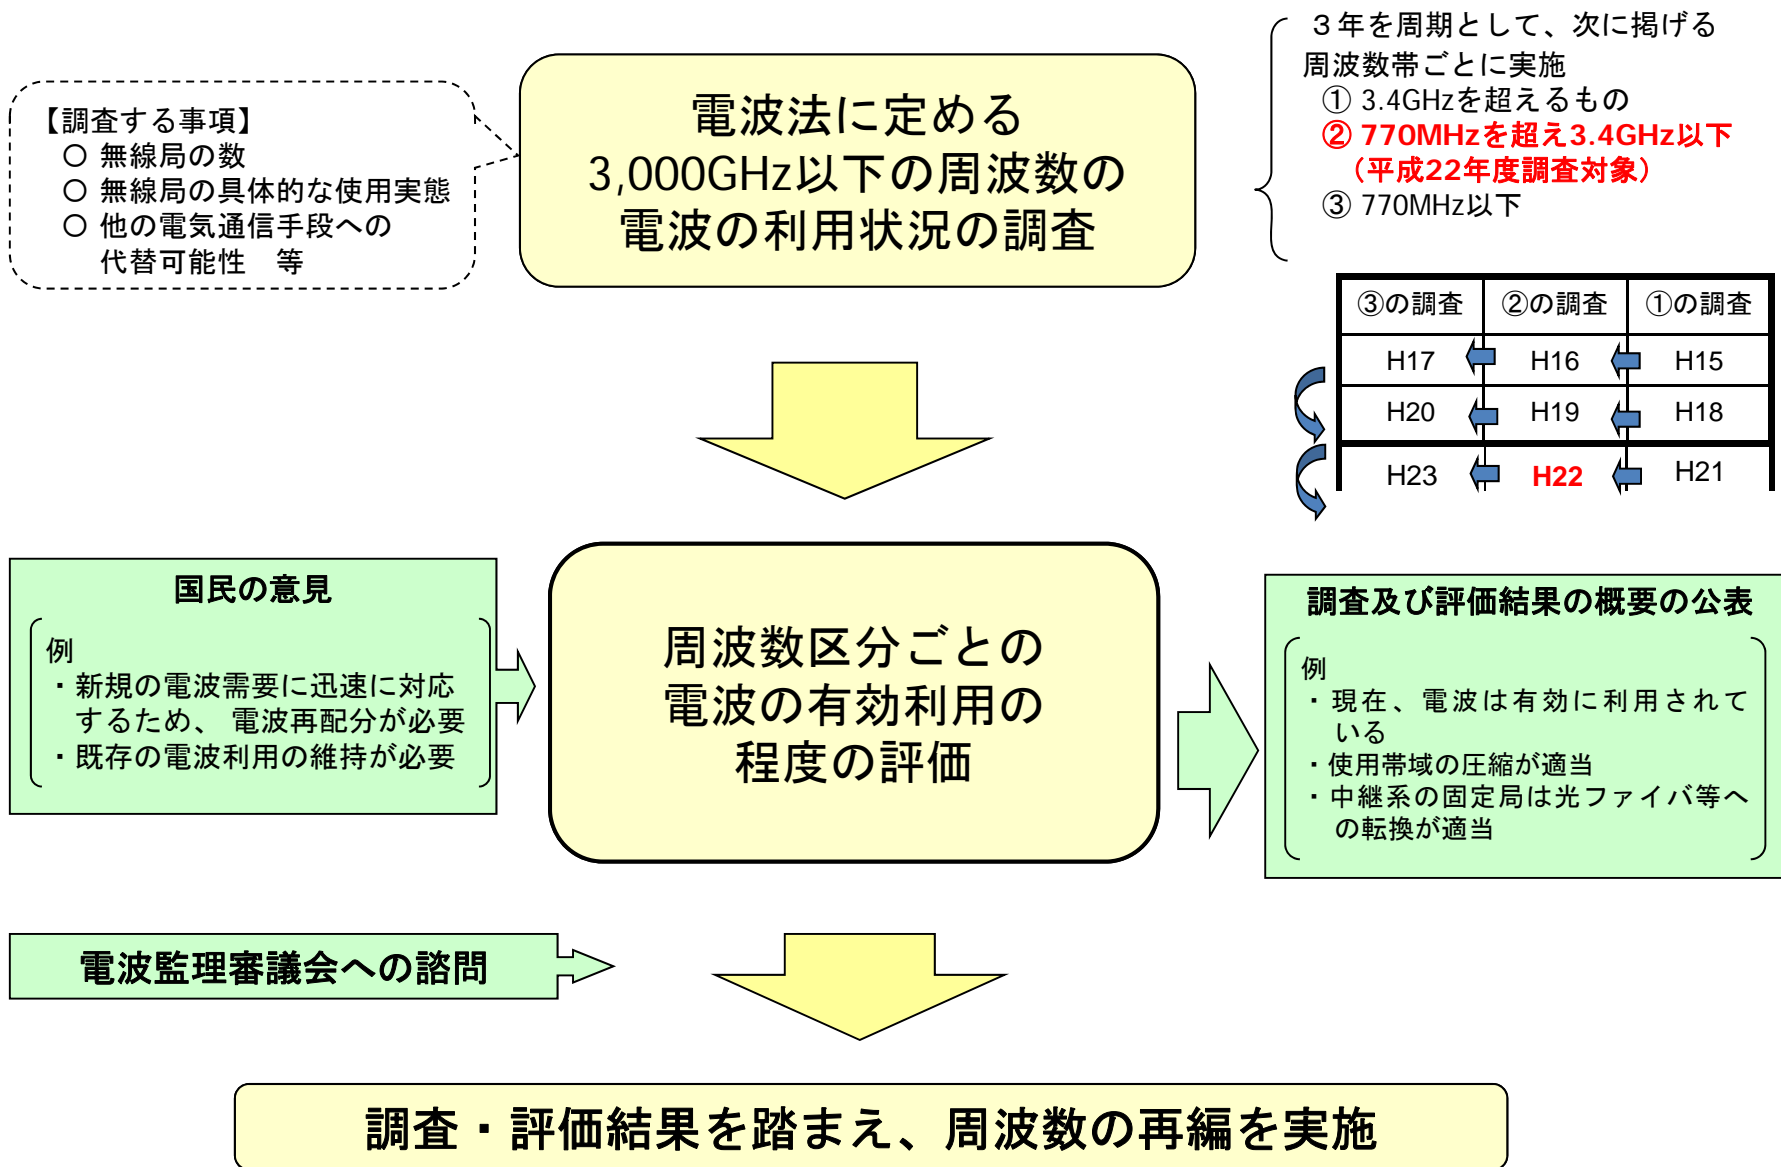 【調査する事項】
○ 無線局の数
○ 無線局の具体的な使用実態
○ 他の電気通信手段への
代替可能性　等
電波法に定める
3,000GHz以下の周波数の
電波の利用状況の調査
３年を周期として、次に掲げる
周波数帯ごとに実施
① 3.4GHzを超えるもの
② 770MHzを超え3.4GHz以下
（平成22年度調査対象）
③ 770MHz以下
③の調査 ②の調査 ①の調査
H17 H16 H15
H20 H19 H18
H23 H22 H21
国民の意見
例
・新規の電波需要に迅速に対応
するため、 電波再配分が必要
・既存の電波利用の維持が必要
周波数区分ごとの
電波の有効利用の
程度の評価
調査及び評価結果の概要の公表
例
・現在、電波は有効に利用されて
いる
・使用帯域の圧縮が適当
・中継系の固定局は光ファイバ等へ
の転換が適当
電波監理審議会への諮問
調査・評価結果を踏まえ、周波数の再編を実施